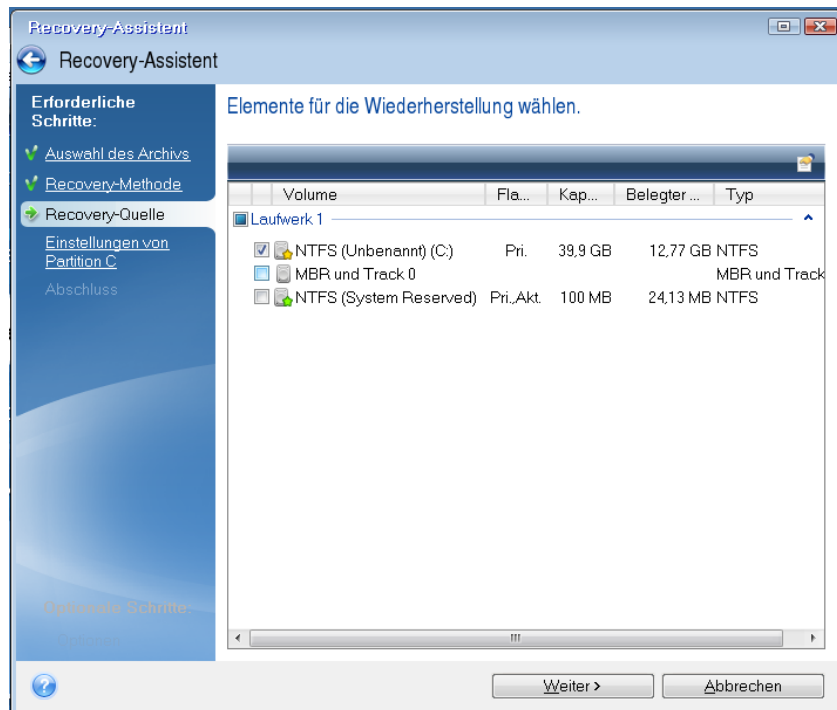 Recovery-Assistent
Recovery-Assistent
Erforderliche
Schritte:
Auswahl des Archivs
Recovery-Methode
Recovery-Quelle
Einstellungen von
Partition C
Abschluss
Optionale Schritte:
Elemente für die Wiederherstellung wählen.
Volume Fla... Kap... Belegter ... Typ
Laufwerk 1
NTFS (Unbenannt) (C:) Pri. 39,9 GB 12,77 GB NTFS
MBR und Track 0 MBR und Track
NTFS (System Reserved) Pri.,Akt. 100 MB 24,13 MB NTFS
Weiter > Abbrechen